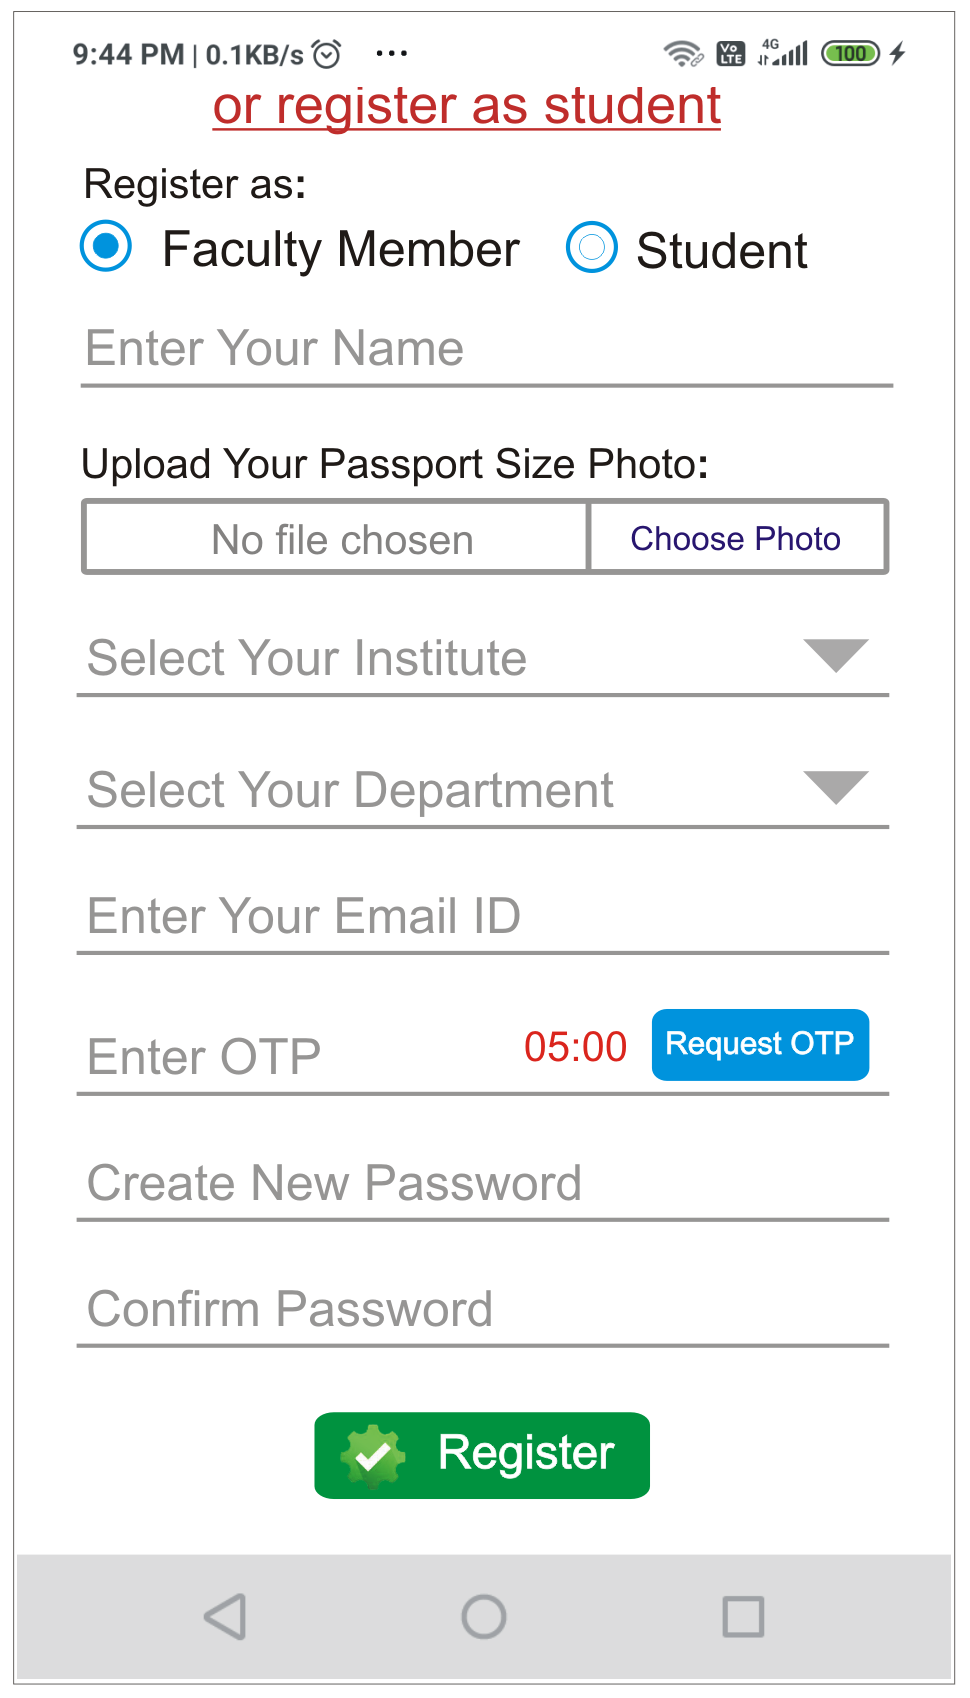 9:44 PM | 0.1KB/s ...
Vo LTE 4G 100
or register as student
Register as:
Faculty Member Student
Enter Your Name
Upload Your Passport Size Photo:
No file chosen Choose Photo
Select Your Institute
Select Your Department
Enter Your Email ID
Enter OTP 05:00 Request OTP
Create New Password
Confirm Password
Register